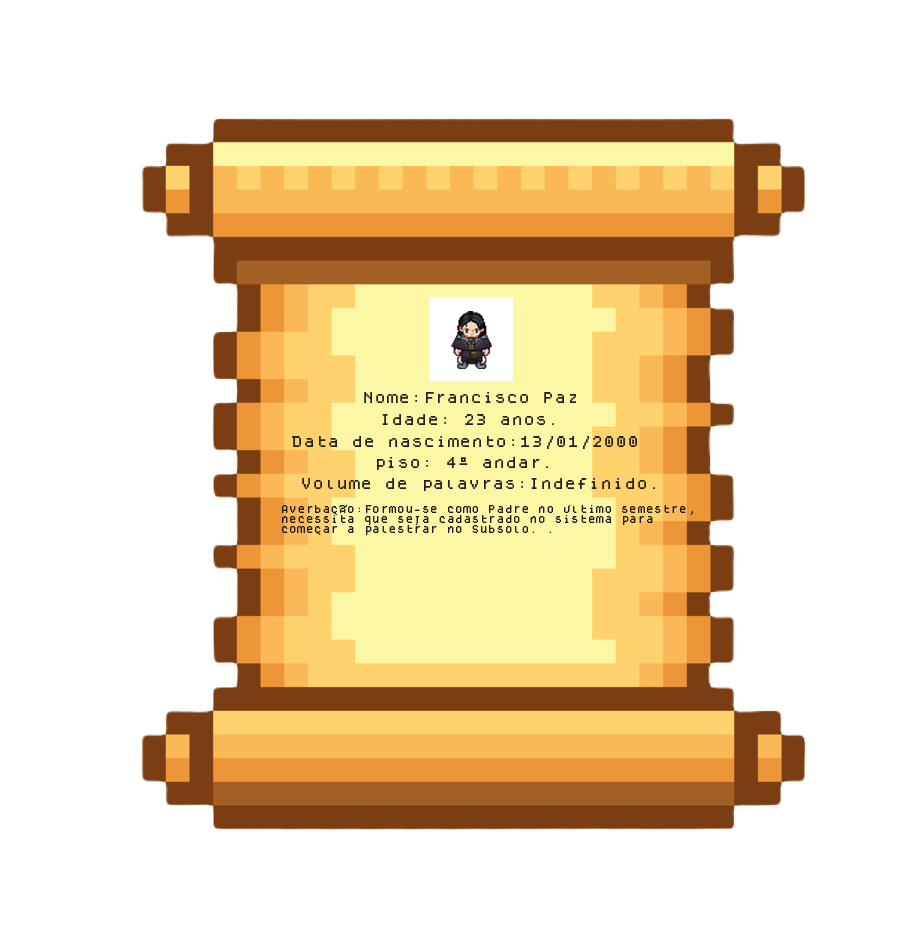 Nome:Francisco Paz
Idade: 23 anos.
Data de nascimento:13/01/2000
piso: 4º andar.
Volume de palavras:Indefinido.
Averbação:Formou-se como Padre no ultimo semestre,
necessita que seja cadastrado no sistema para
começar a palestrar no Subsolo. .